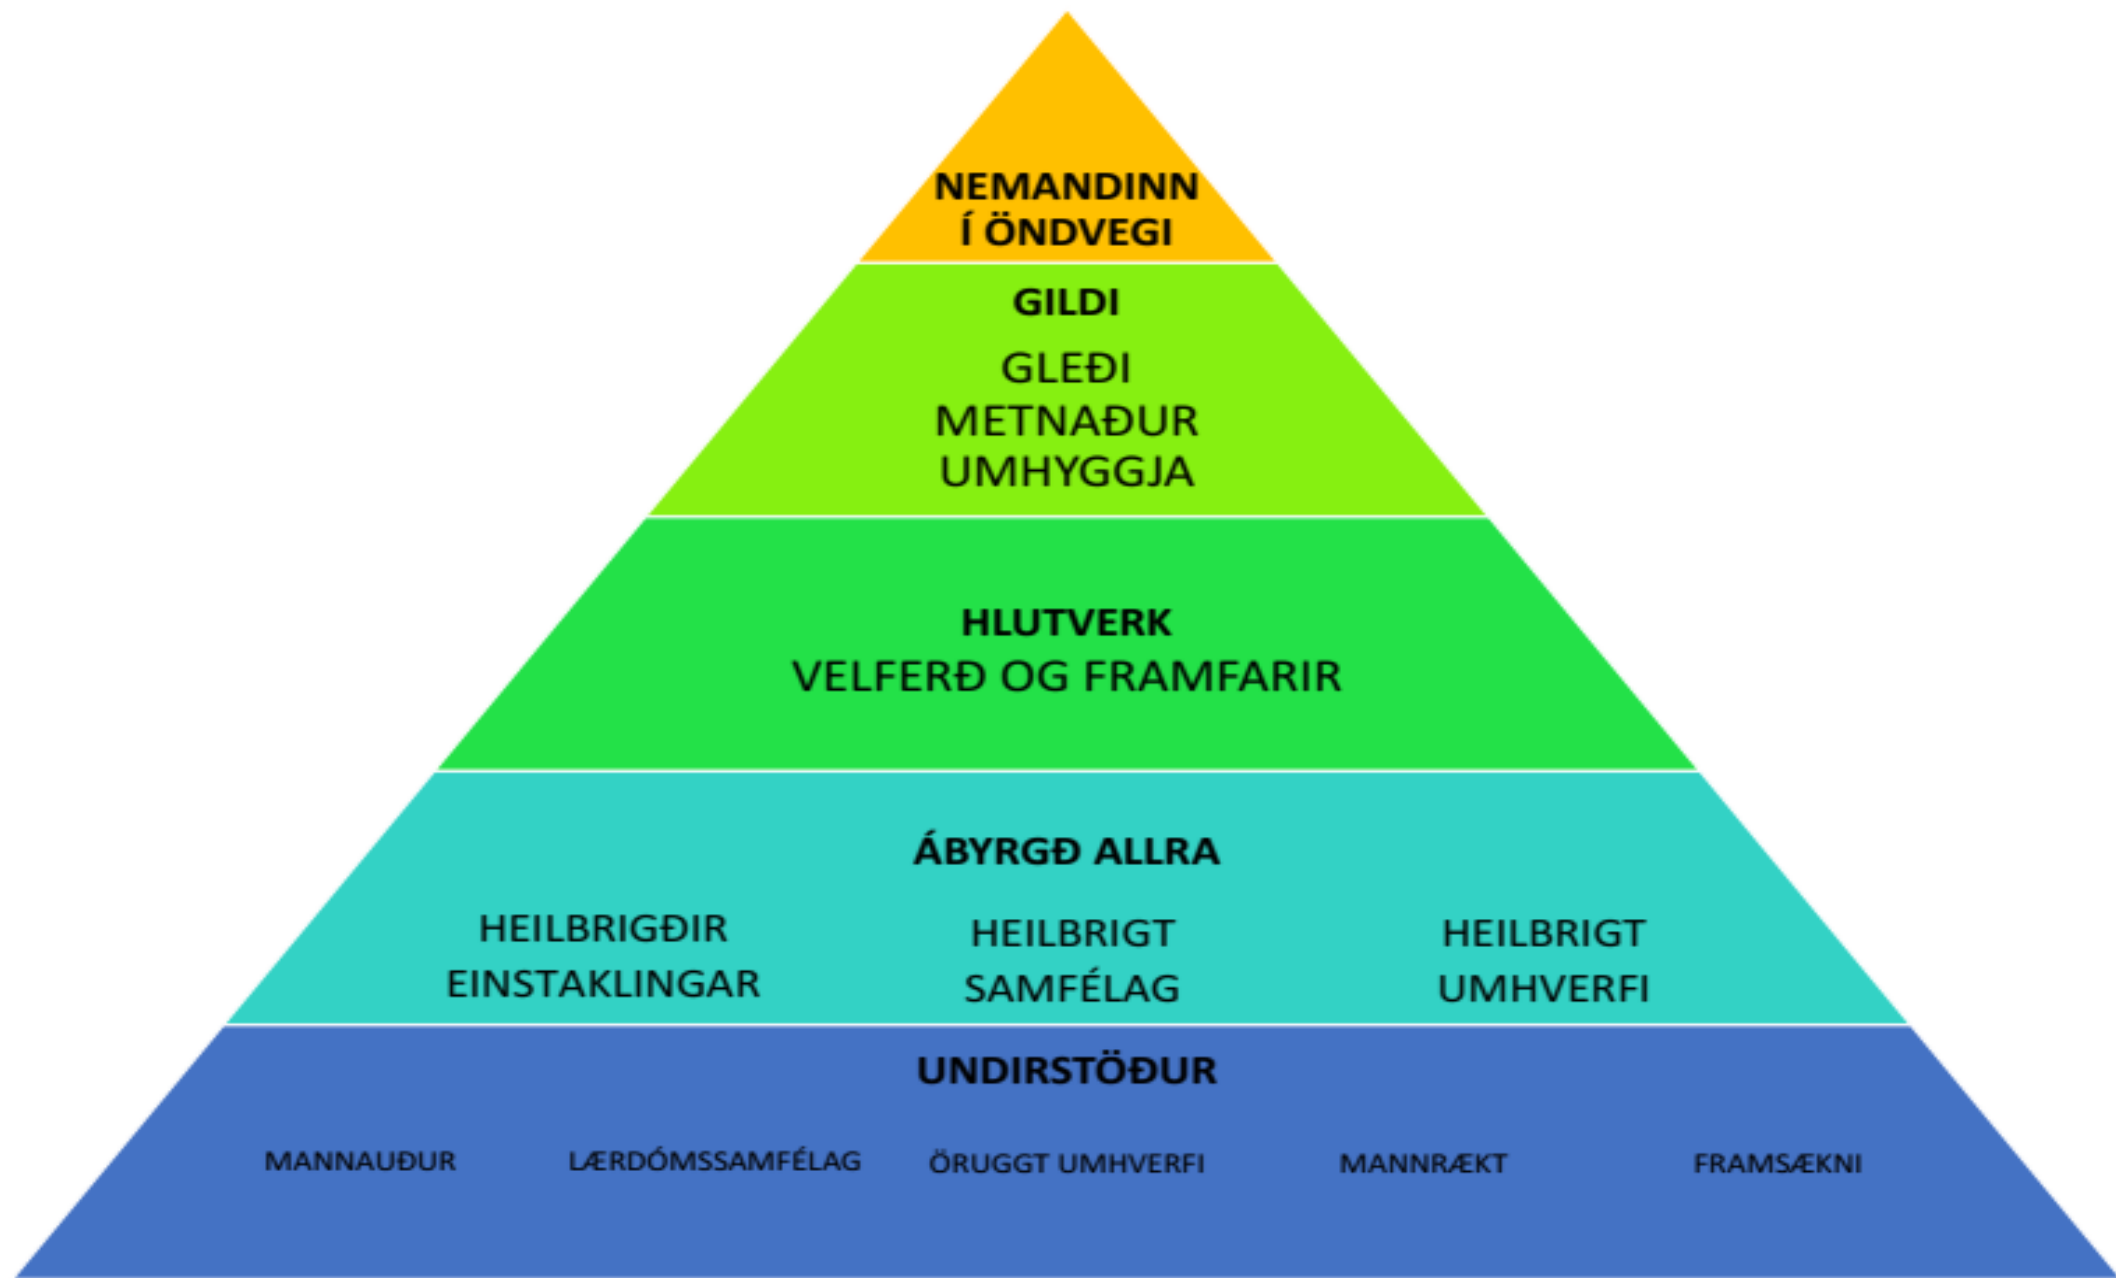 NEMANDINN
Í ÖNDVEGI
GILDI
GLEÐI
METNAÐUR
UMHYGGJA
HLUTVERK
VELFERÐ OG FRAMFARIR
ÁBYRGÐ ALLRA
HEILBRIGÐIR
EINSTAKLINGAR
HEILBRIGT
SAMFÉLAG
HEILBRIGT
UMHVERFI
UNDIRSTÖÐUR
MANNAUÐUR
LÆRDÓMSSAMFÉLAG
ÖRUGGT UMHVERFI
MANNRÆKT
FRAMSÆKNI